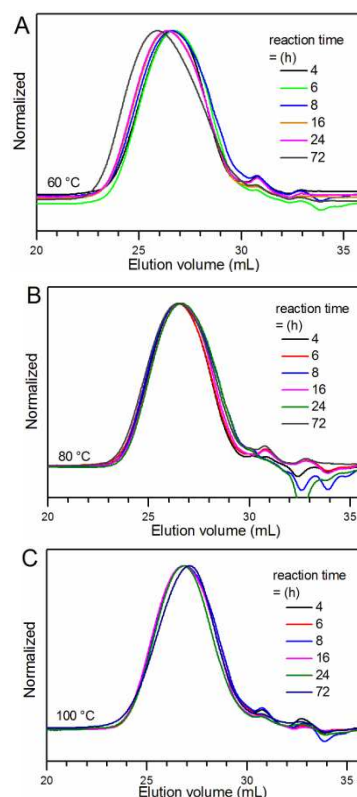 A
Normalized
reaction time
= (h)
4
6
8
16
24
72
60 °C
20 25 30 35
Elution volume (mL)
B
Normalized
reaction time
= (h)
4
6
8
16
24
72
80 °C
20 25 30 35
Elution volume (mL)
C
Normalized
reaction time
= (h)
4
6
8
16
24
72
100 °C
20 25 30 35
Elution volume (mL)